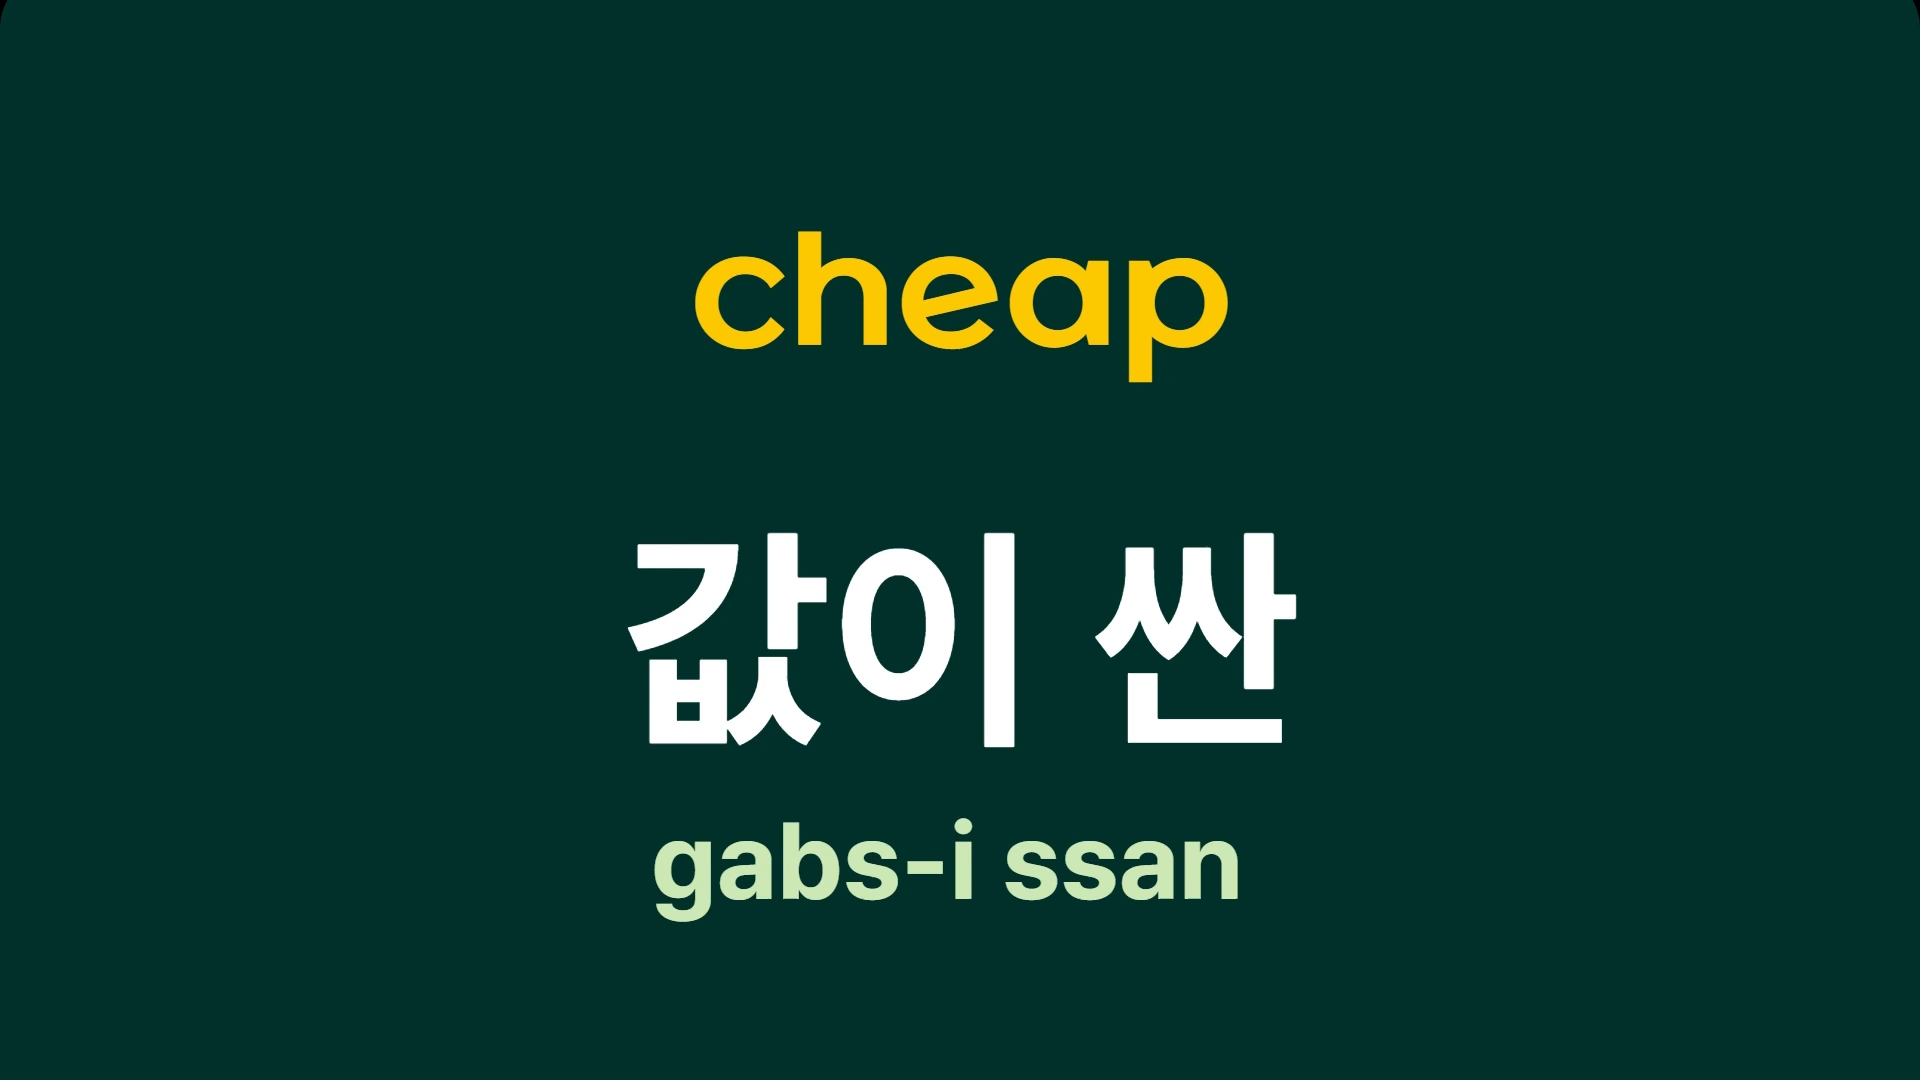 cheap
값이 싼
gabs-i ssan